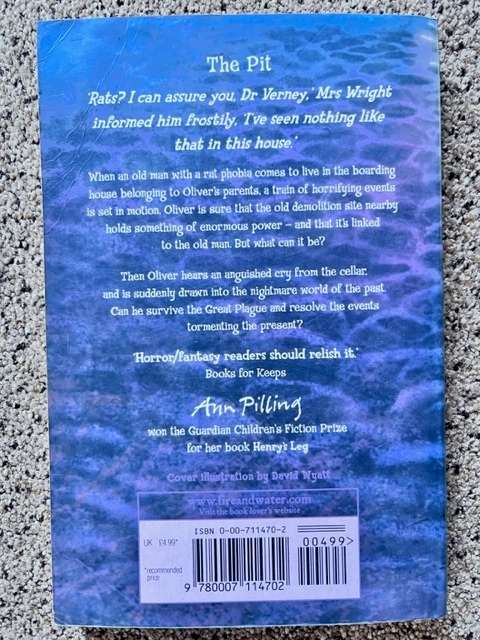 The Pit
'Rats? I can assure you, Dr Verney,' Mrs Wright
informed him frostily, 'I've seen nothing like
that in this house.'
When an old man with a rat phobia comes to live in the boarding
house belonging to Oliver's parents, a train of horrifying events
is set in motion. Oliver is sure that the old demolition site nearby
holds something of enormous power – and that it's linked
to the old man. But what can it be?
Then Oliver hears an anguished cry from the cellar,
and is suddenly drawn into the nightmare world of the past.
Can he survive the Great Plague and resolve the events
tormenting the present?
'Horror/fantasy readers should relish it.'
Books for Keeps
Ann Pilling
won the Guardian Children's Fiction Prize
for her book Henry's Leg
Cover illustration by David Wyatt
www.fireandwater.com
Visit the book lover's website
ISBN 0-00-711470-2
UK £4.99*
00499>
*recommended
price
9 780007 114702